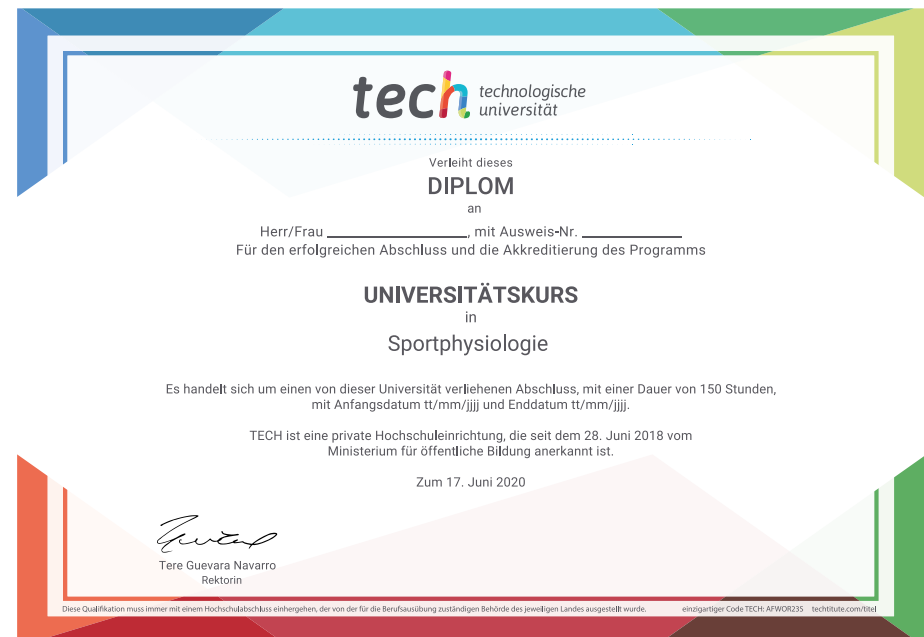 tech technologische
universität
Verleiht dieses
DIPLOM
an
Herr/Frau ____________________, mit Ausweis-Nr. ______________
Für den erfolgreichen Abschluss und die Akkreditierung des Programms
UNIVERSITÄTSKURS
in
Sportphysiologie
Es handelt sich um einen von dieser Universität verliehenen Abschluss, mit einer Dauer von 150 Stunden,
mit Anfangsdatum tt/mm/jjjj und Enddatum tt/mm/jjjj.
TECH ist eine private Hochschuleinrichtung, die seit dem 28. Juni 2018 vom
Ministerium für öffentliche Bildung anerkannt ist.
Zum 17. Juni 2020
Tere Guevara Navarro
Rektorin
Diese Qualifikation muss immer mit einem Hochschulabschluss einhergehen, der von der für die Berufsausübung zuständigen Behörde des jeweiligen Landes ausgestellt wurde. einzigartiger Code TECH: AFWOR23S techtitute.com/titel